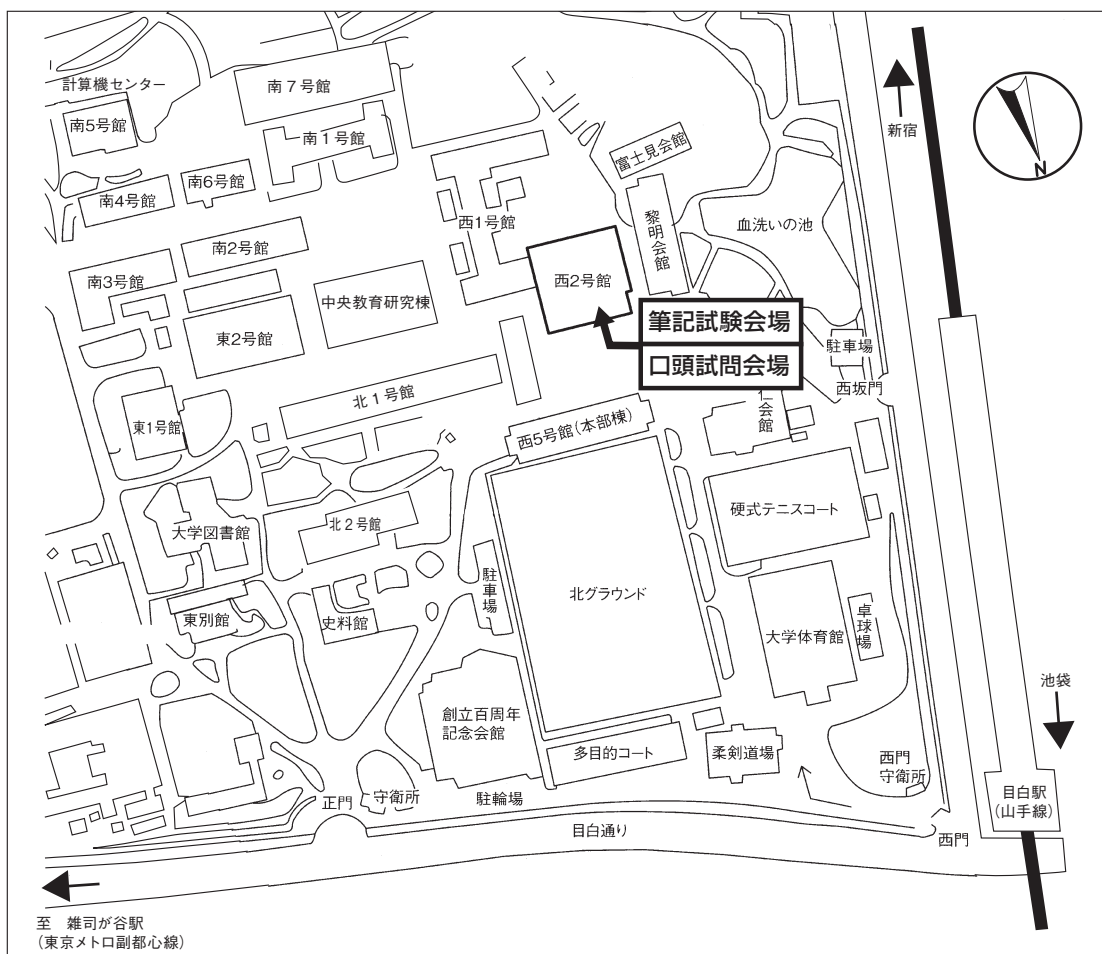 計算機センター
南7号館
南5号館
南1号館
新宿
N
富士見会館
南6号館
南4号館
黎明会館
西1号館
血洗いの池
南2号館
南3号館
西2号館
中央教育研究棟
筆記試験会場
口頭試問会場
東2号館
駐車場
西坂門
北1号館
仁会館
東1号館
西5号館(本部棟)
硬式テニスコート
大学図書館
北2号館
駐車場
北グラウンド
東別館
史料館
卓球場
大学体育館
池袋
創立百周年
記念会館
多目的コート
柔剣道場
西門
守衛所
目白駅
(山手線)
正門
守衛所
駐輪場
目白通り
西門
至 雑司が谷駅
(東京メトロ副都心線)